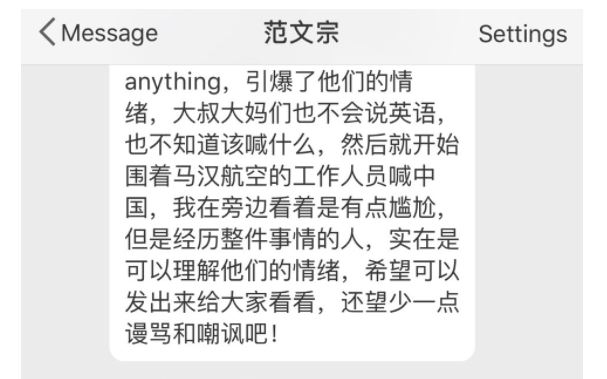 Message
范文宗
Settings
anything，引爆了他们的情
绪，大叔大妈们也不会说英语，
也不知道该喊什么，然后就开始
围着马汉航空的工作人员喊中
国，我在旁边看着是有点尴尬，
但是经历整件事情的人，实在是
可以理解他们的情绪，希望可以
发出来给大家看看，还望少一点
谩骂和嘲讽吧！